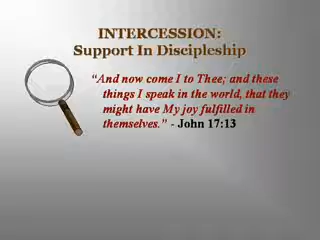 INTERCESSION:
Support In Discipleship
“And now come I to Thee; and these
things I speak in the world, that they
might have My joy fulfilled in
themselves.” - John 17:13